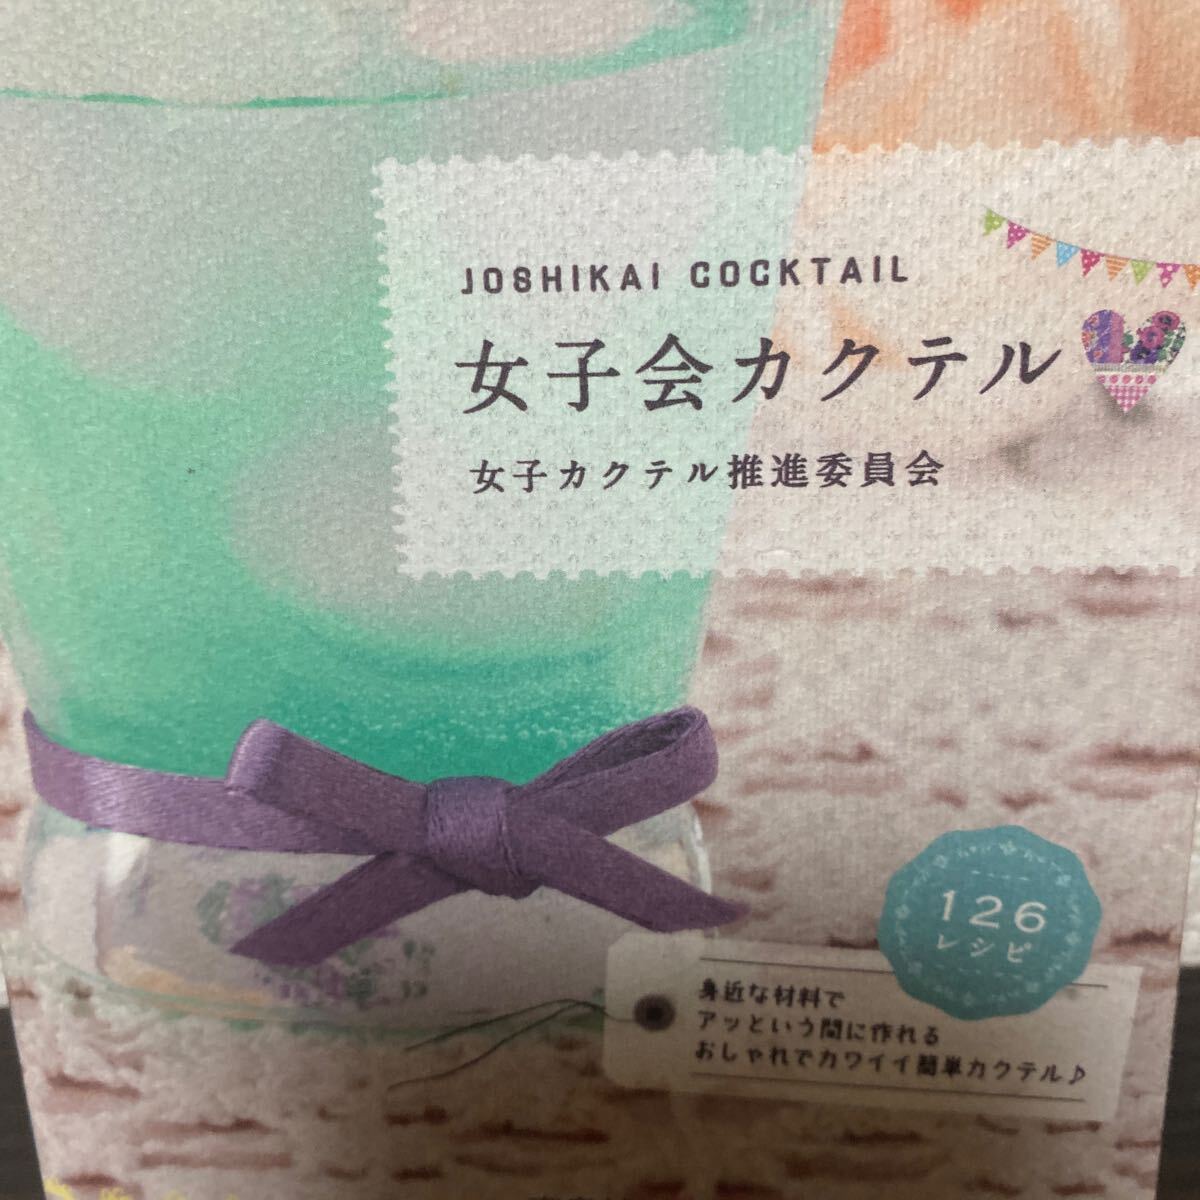 JOSHIKAI COCKTAIL
女子会カクテル
女子カクテル推進委員会
126
レシピ
身近な材料で
アッという間に作れる
おしゃれでカワイイ簡単カクテル♪